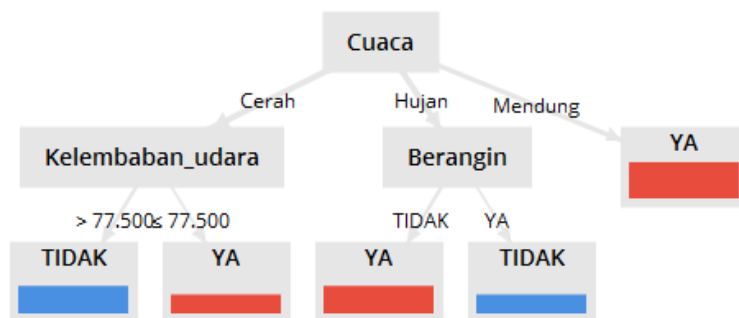 Cuaca
Cerah Hujan Mendung
Kelembaban_udara Berangin YA
> 77.500 ≤ 77.500 TIDAK YA
TIDAK YA YA TIDAK